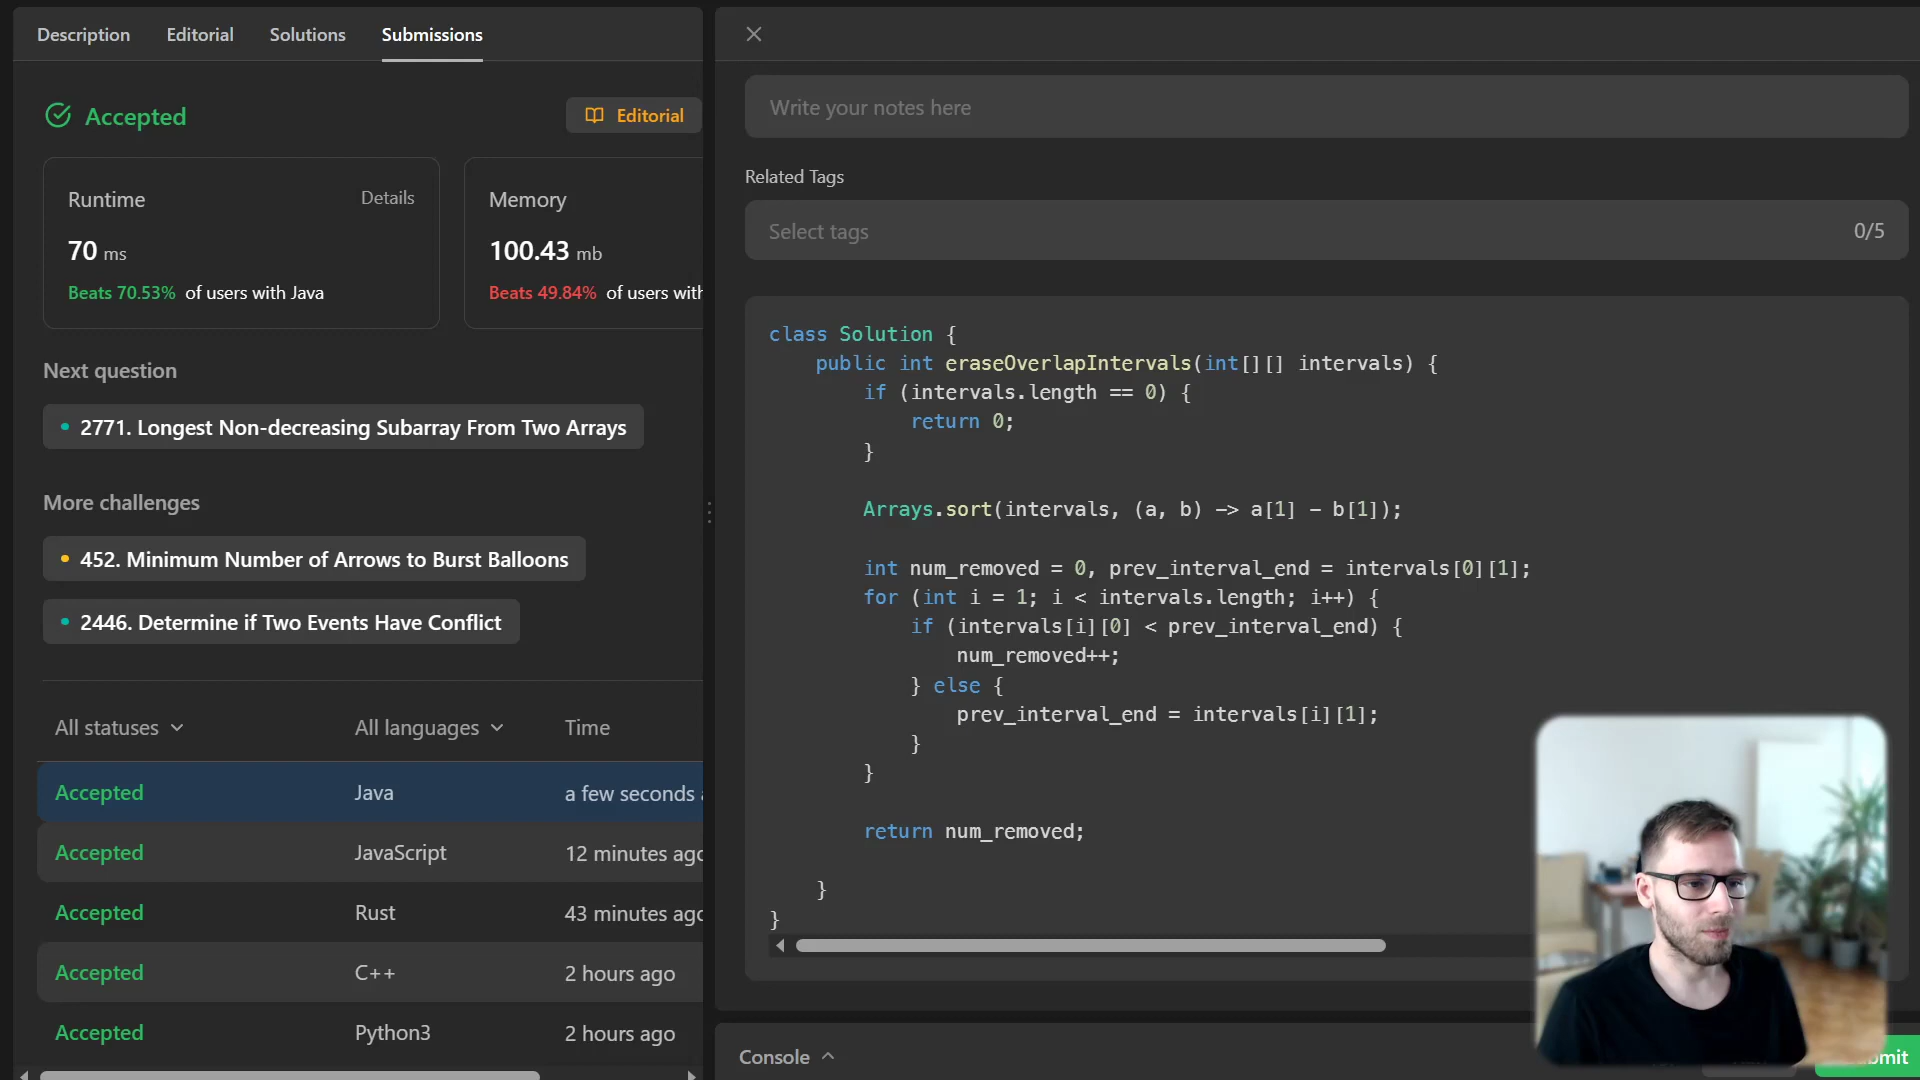 Description Editorial Solutions Submissions
Accepted
Editorial
Runtime Details
70 ms
Beats 70.53% of users with Java
Memory
100.43 mb
Beats 49.84% of users with
Next question
2771. Longest Non-decreasing Subarray From Two Arrays
More challenges
452. Minimum Number of Arrows to Burst Balloons
2446. Determine if Two Events Have Conflict
All statuses All languages Time
Accepted Java a few seconds
Accepted JavaScript 12 minutes ago
Accepted Rust 43 minutes ago
Accepted C++ 2 hours ago
Accepted Python3 2 hours ago
Write your notes here
Related Tags
Select tags 0/5
class Solution {
public int eraseOverlapIntervals(int[][] intervals) {
if (intervals.length == 0) {
return 0;
}
Arrays.sort(intervals, (a, b) -> a[1] - b[1]);
int num_removed = 0, prev_interval_end = intervals[0][1];
for (int i = 1; i < intervals.length; i++) {
if (intervals[i][0] < prev_interval_end) {
num_removed++;
} else {
prev_interval_end = intervals[i][1];
}
}
return num_removed;
}
}
Console